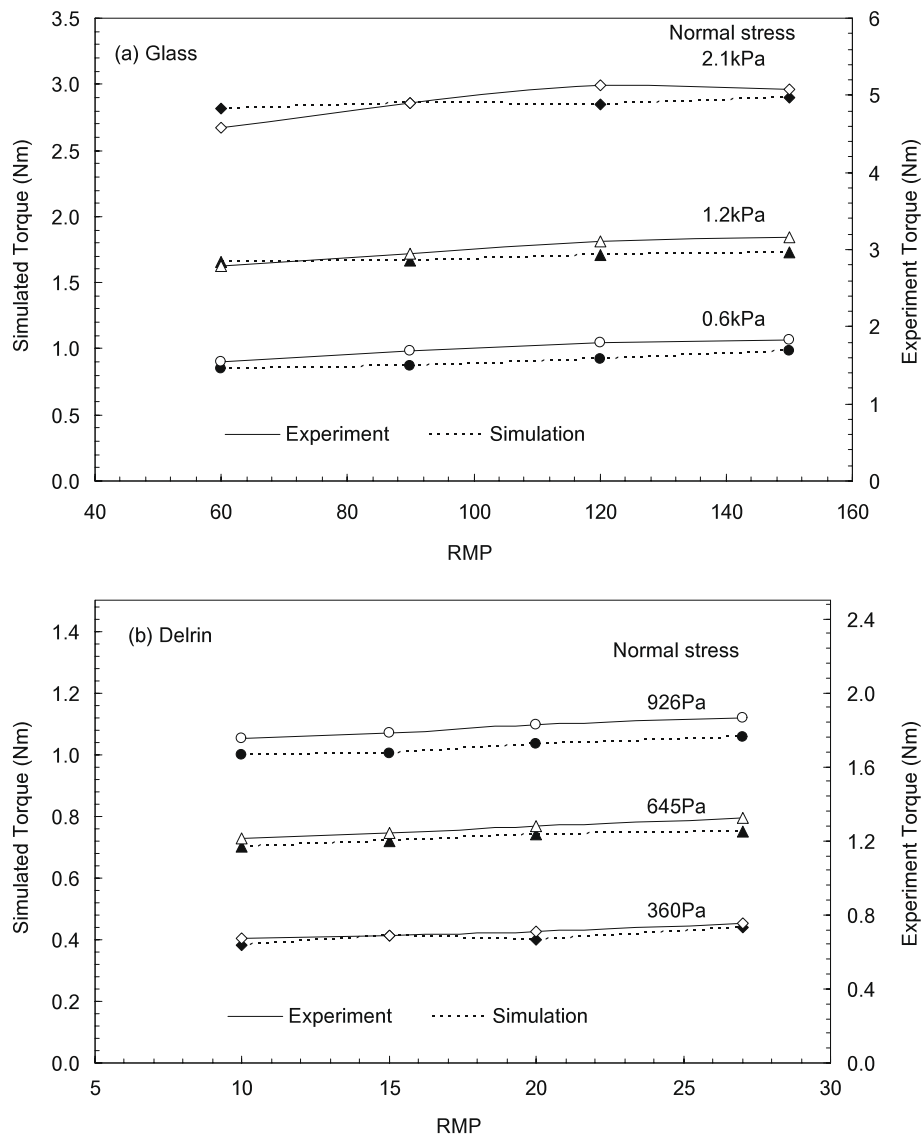 (a) Glass
Normal stress
2.1kPa
1.2kPa
0.6kPa
Experiment
Simulation
3.5
3.0
2.5
2.0
1.5
1.0
0.5
0.0
Simulated Torque (Nm)
6
5
4
3
2
1
0
Experiment Torque (Nm)
40 60 80 100 120 140 160
RMP
(b) Delrin
Normal stress
926Pa
645Pa
360Pa
Experiment
Simulation
1.4
1.2
1.0
0.8
0.6
0.4
0.2
0.0
Simulated Torque (Nm)
2.4
2.0
1.6
1.2
0.8
0.4
0.0
Experiment Torque (Nm)
5 10 15 20 25 30
RMP